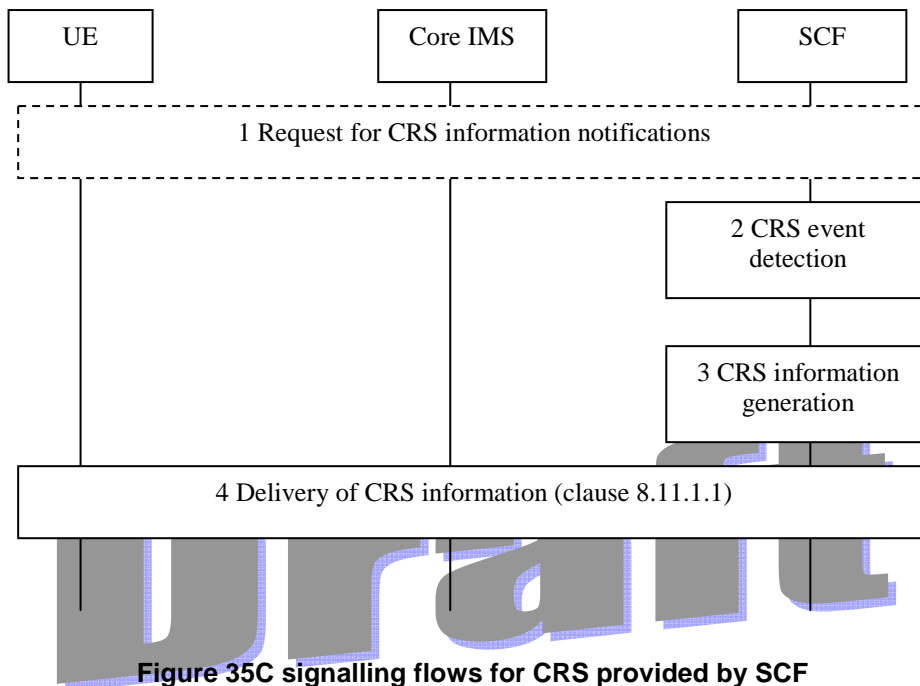 UE
Core IMS
SCF
1 Request for CRS information notifications
2 CRS event
detection
3 CRS information
generation
4 Delivery of CRS information (clause 8.11.1.1)
Draft
Figure 35C signalling flows for CRS provided by SCF